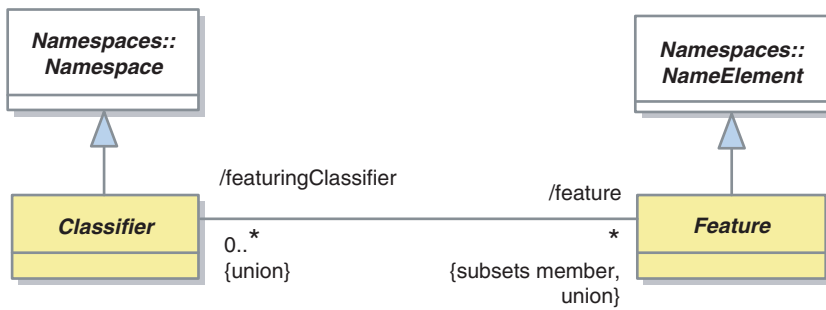 Namespaces::
Namespace
Namespaces::
NameElement
/featuringClassifier
/feature
Classifier
Feature
0..*
*
{union}
{subsets member,
union}